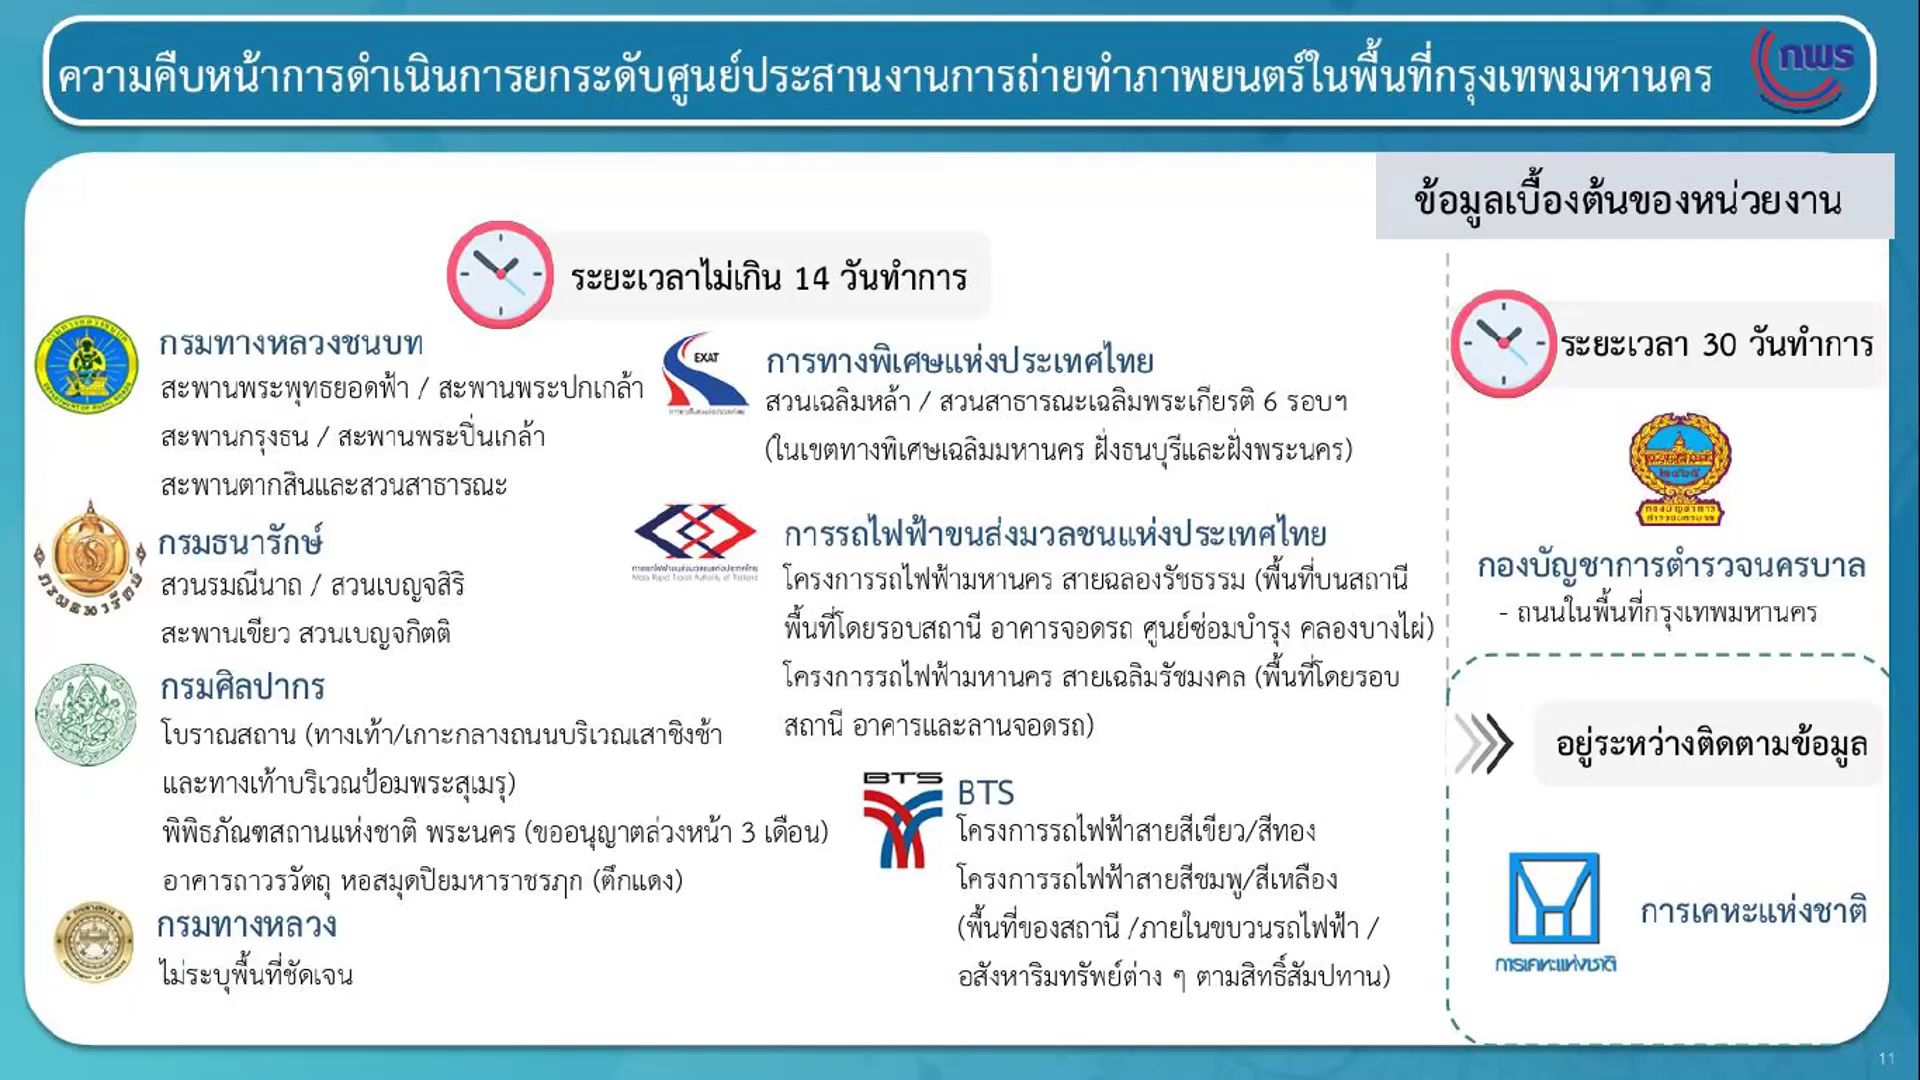 ความคืบหน้าการดำเนินการยกระดับศูนย์ประสานงานการถ่ายทำภาพยนตร์ในพื้นที่กรุงเทพมหานคร
กพร
ข้อมูลเบื้องต้นของหน่วยงาน
ระยะเวลาไม่เกิน 14 วันทำการ
กรมทางหลวงชนบท
สะพานพระพุทธยอดฟ้า / สะพานพระปกเกล้า
สะพานกรุงธน / สะพานพระปิ่นเกล้า
สะพานตากสินและสวนสาธารณะ
กรมธนารักษ์
กรมธนารักษ์
สวนรมณีนาถ / สวนเบญจสิริ
สะพานเขียว สวนเบญจกิตติ
กรมศิลปากร
โบราณสถาน (ทางเท้า/เกาะกลางถนนบริเวณเสาชิงช้า
และทางเท้าบริเวณป้อมพระสุเมรุ)
พิพิธภัณฑสถานแห่งชาติ พระนคร (ขออนุญาตล่วงหน้า 3 เดือน)
อาคารถาวรวัตถุ หอสมุดปิยมหาราชรฦก (ตึกแดง)
กรมทางหลวง
ไม่ระบุพื้นที่ชัดเจน
EXAT
การทางพิเศษแห่งประเทศไทย
สวนเฉลิมหล้า / สวนสาธารณะเฉลิมพระเกียรติ 6 รอบฯ
(ในเขตทางพิเศษเฉลิมมหานคร ฝั่งธนบุรีและฝั่งพระนคร)
การรถไฟฟ้าขนส่งมวลชนแห่งประเทศไทย
Mass Rapid Transit Authority of Thailand
การรถไฟฟ้าขนส่งมวลชนแห่งประเทศไทย
โครงการรถไฟฟ้ามหานคร สายฉลองรัชธรรม (พื้นที่บนสถานี
พื้นที่โดยรอบสถานี อาคารจอดรถ ศูนย์ซ่อมบำรุง คลองบางไผ่)
โครงการรถไฟฟ้ามหานคร สายเฉลิมรัชมงคล (พื้นที่โดยรอบ
สถานี อาคารและลานจอดรถ)
BTS
BTS
โครงการรถไฟฟ้าสายสีเขียว/สีทอง
โครงการรถไฟฟ้าสายสีชมพู/สีเหลือง
(พื้นที่ของสถานี /ภายในขบวนรถไฟฟ้า /
อสังหาริมทรัพย์ต่าง ๆ ตามสิทธิ์สัมปทาน)
ระยะเวลา 30 วันทำการ
กองบัญชาการตำรวจนครบาล
- ถนนในพื้นที่กรุงเทพมหานคร
อยู่ระหว่างติดตามข้อมูล
การเคหะแห่งชาติ
การเคหะแห่งชาติ
11